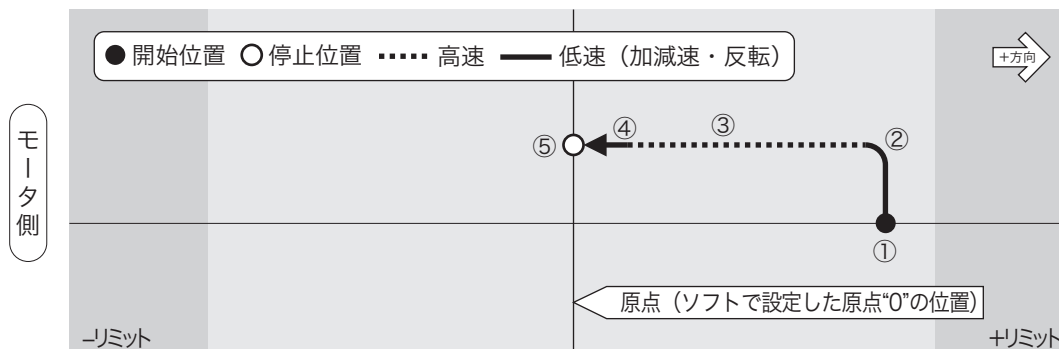 ●開始位置 ○停止位置 ……高速 ―低速（加減速・反転）
+方向
モータ側
⑤ ④ ③ ②
①
原点（ソフトで設定した原点“0”の位置）
−リミット
+リミット